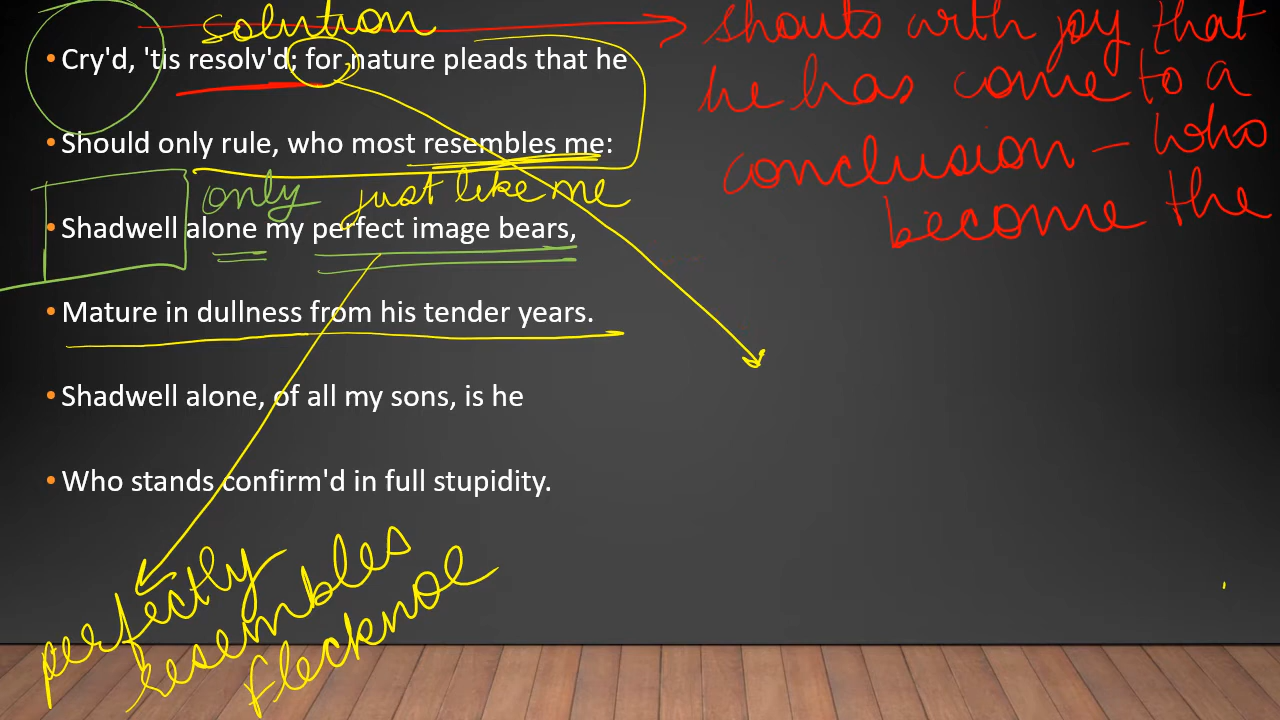 solution
• Cry'd, 'tis resolv'd; for nature pleads that he
• Should only rule, who most resembles me:
only just like me
• Shadwell alone my perfect image bears,
• Mature in dullness from his tender years.
• Shadwell alone, of all my sons, is he
• Who stands confirm'd in full stupidity.
perfectly
resembles
flecknoe
shouts with joy that
he has come to a
conclusion – who
become the